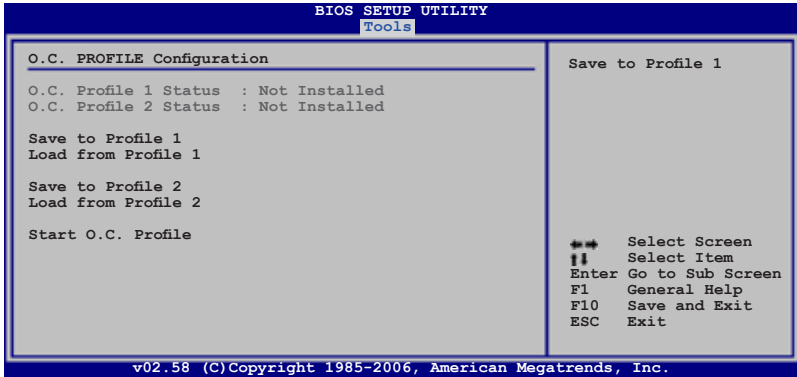 BIOS SETUP UTILITY
Tools
O.C. PROFILE Configuration
O.C. Profile 1 Status : Not Installed
O.C. Profile 2 Status : Not Installed
Save to Profile 1
Load from Profile 1
Save to Profile 2
Load from Profile 2
Start O.C. Profile
Save to Profile 1
Select Screen
Select Item
Enter Go to Sub Screen
F1 General Help
F10 Save and Exit
ESC Exit
v02.58 (C)Copyright 1985-2006, American Megatrends, Inc.